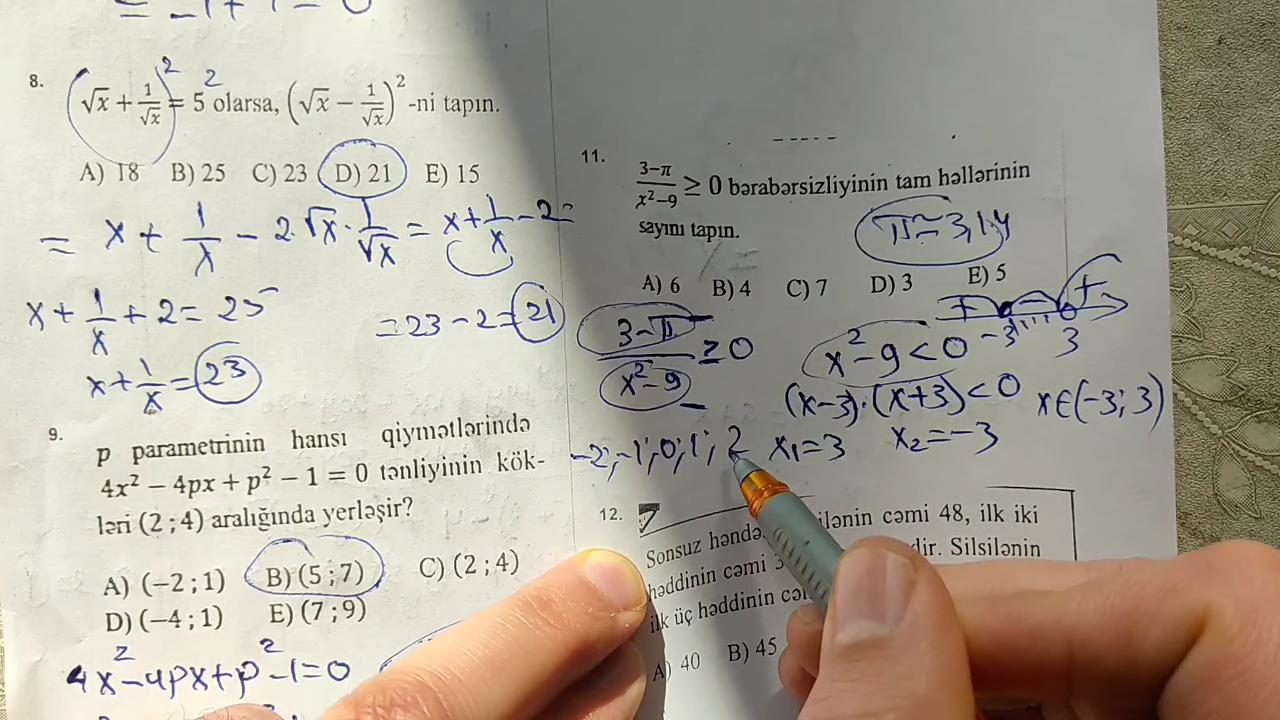 = -1+1=0
8. (√x + 1/√x)² = 5² olarsa, (√x − 1/√x)² -ni tapın.
A) 18 B) 25 C) 23 D) 21 E) 15
= x + 1/x - 2√x · 1/√x = x + 1/x - 2 =
x + 1/x + 2 = 25
= 23 - 2 = 21
x + 1/x = 23
9. p parametrinin hansı qiymətlərində
4x² − 4px + p² − 1 = 0 tənliyinin kök-
ləri (2 ; 4) aralığında yerləşir?
A) (−2 ; 1) B) (5 ; 7) C) (2 ; 4)
D) (−4 ; 1) E) (7 ; 9)
4x² - 4px + p² - 1 = 0
11. 3−π/x²−9 ≥ 0 bərabərsizliyinin tam həllərinin
sayını tapın.
π≈3,14
A) 6 B) 4 C) 7 D) 3 E) 5
+ − +
-3 3
3-π/x²-9 ≥ 0
x² - 9 < 0
(x-3)·(x+3) < 0 x∈(-3; 3)
-2; -1; 0; 1; 2 x₁=3 x₂=-3
12. Sonsuz həndə ilənin cəmi 48, ilk iki
həddinin cəmi 3 dir. Silsilənin
ilk üç həddinin cə
A) 40 B) 45